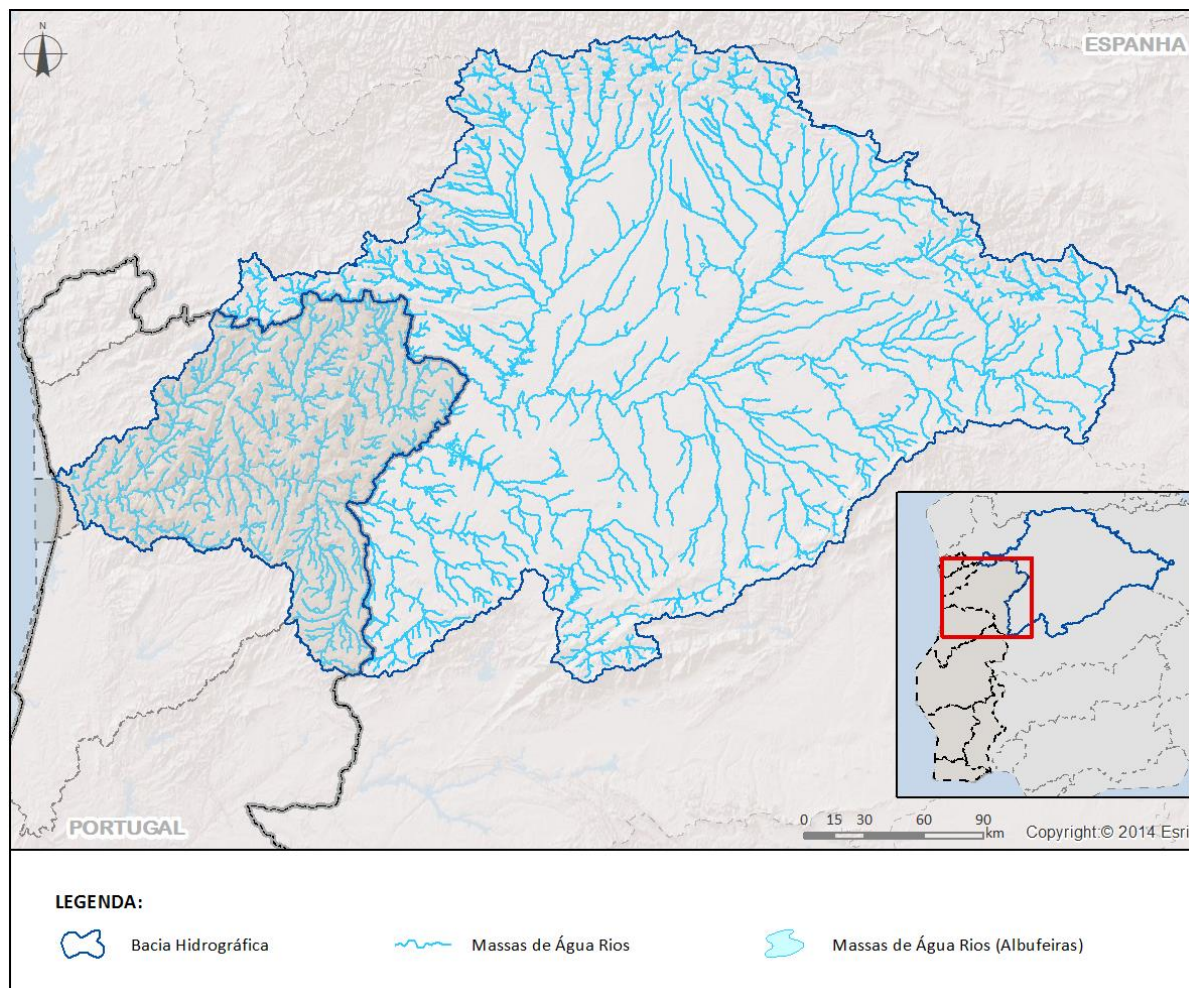 N
ESPANHA
PORTUGAL
0 15 30 60 90
km
Copyright:© 2014 Esri
LEGENDA:
Bacia Hidrográfica
Massas de Água Rios
Massas de Água Rios (Albufeiras)